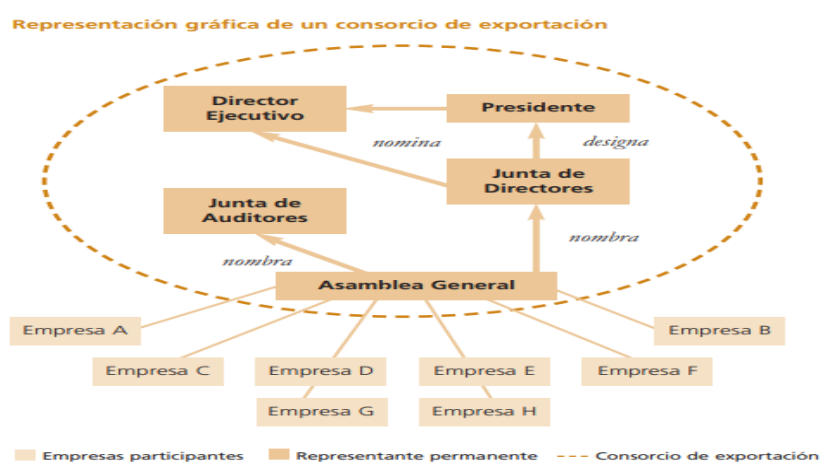 Representación gráfica de un consorcio de exportación
Director
Ejecutivo
Presidente
nomina
designa
Junta de
Directores
Junta de
Auditores
nombra
nombra
Asamblea General
Empresa A
Empresa B
Empresa C
Empresa D
Empresa E
Empresa F
Empresa G
Empresa H
Empresas participantes
Representante permanente
Consorcio de exportación